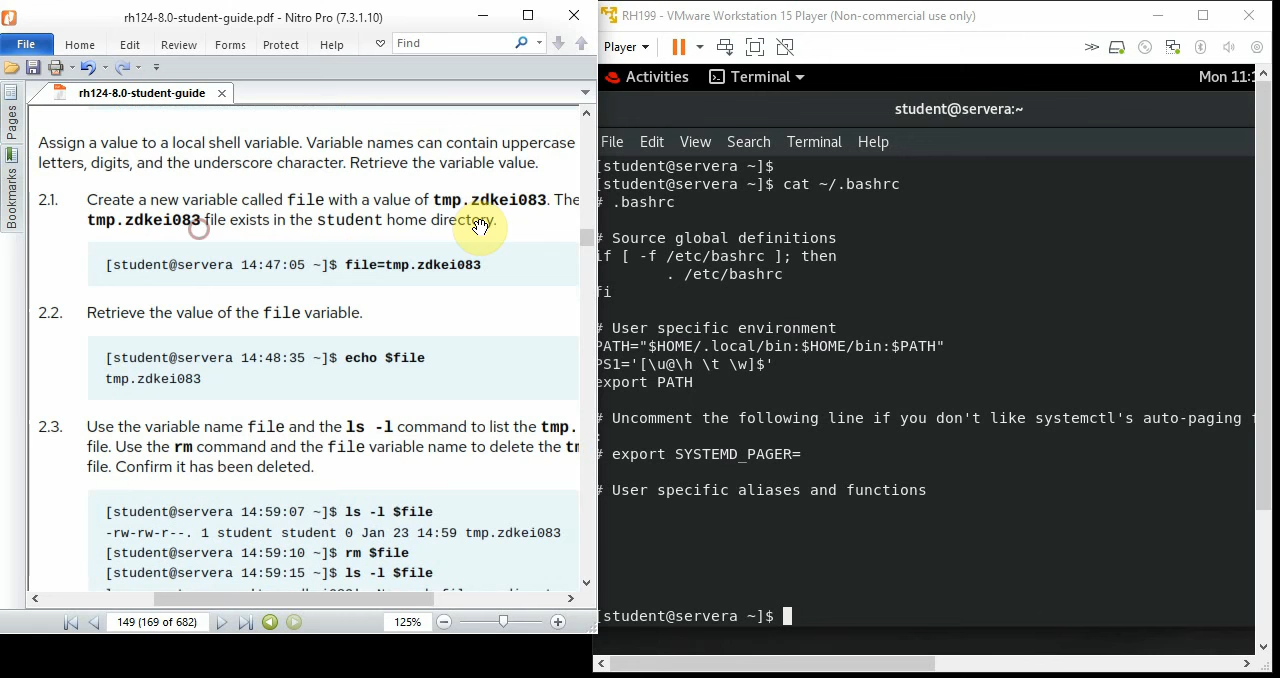 rh124-8.0-student-guide.pdf - Nitro Pro (7.3.1.10)
File Home Edit Review Forms Protect Help Find
rh124-8.0-student-guide
Pages
Bookmarks
Assign a value to a local shell variable. Variable names can contain uppercase
letters, digits, and the underscore character. Retrieve the variable value.
2.1. Create a new variable called file with a value of tmp.zdkei083. The
tmp.zdkei083 file exists in the student home directory.
[student@servera 14:47:05 ~]$ file=tmp.zdkei083
2.2. Retrieve the value of the file variable.
[student@servera 14:48:35 ~]$ echo $file
tmp.zdkei083
2.3. Use the variable name file and the ls -l command to list the tmp.
file. Use the rm command and the file variable name to delete the
file. Confirm it has been deleted.
[student@servera 14:59:07 ~]$ ls -l $file
-rw-rw-r--. 1 student student 0 Jan 23 14:59 tmp.zdkei083
[student@servera 14:59:10 ~]$ rm $file
[student@servera 14:59:15 ~]$ ls -l $file
149 (169 of 682)
125%
RH199 - VMware Workstation 15 Player (Non-commercial use only)
Player
Activities Terminal Mon 11:
student@servera:~
File Edit View Search Terminal Help
[student@servera ~]$
[student@servera ~]$ cat ~/.bashrc
# .bashrc
# Source global definitions
if [ -f /etc/bashrc ]; then
. /etc/bashrc
fi
# User specific environment
PATH="$HOME/.local/bin:$HOME/bin:$PATH"
PS1='[\u@\h \t \w]$'
export PATH
# Uncomment the following line if you don't like systemctl's auto-paging f
:
# export SYSTEMD_PAGER=
# User specific aliases and functions
[student@servera ~]$